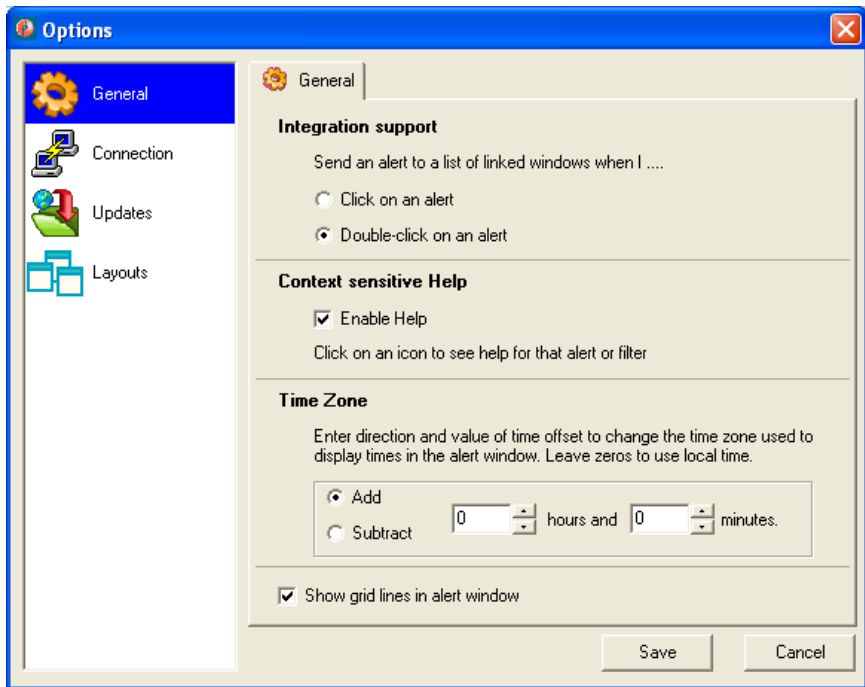 Options
General
Connection
Updates
Layouts
General
Integration support
Send an alert to a list of linked windows when I ....
Click on an alert
Double-click on an alert
Context sensitive Help
Enable Help
Click on an icon to see help for that alert or filter
Time Zone
Enter direction and value of time offset to change the time zone used to
display times in the alert window. Leave zeros to use local time.
Add
Subtract
0 hours and 0 minutes.
Show grid lines in alert window
Save Cancel